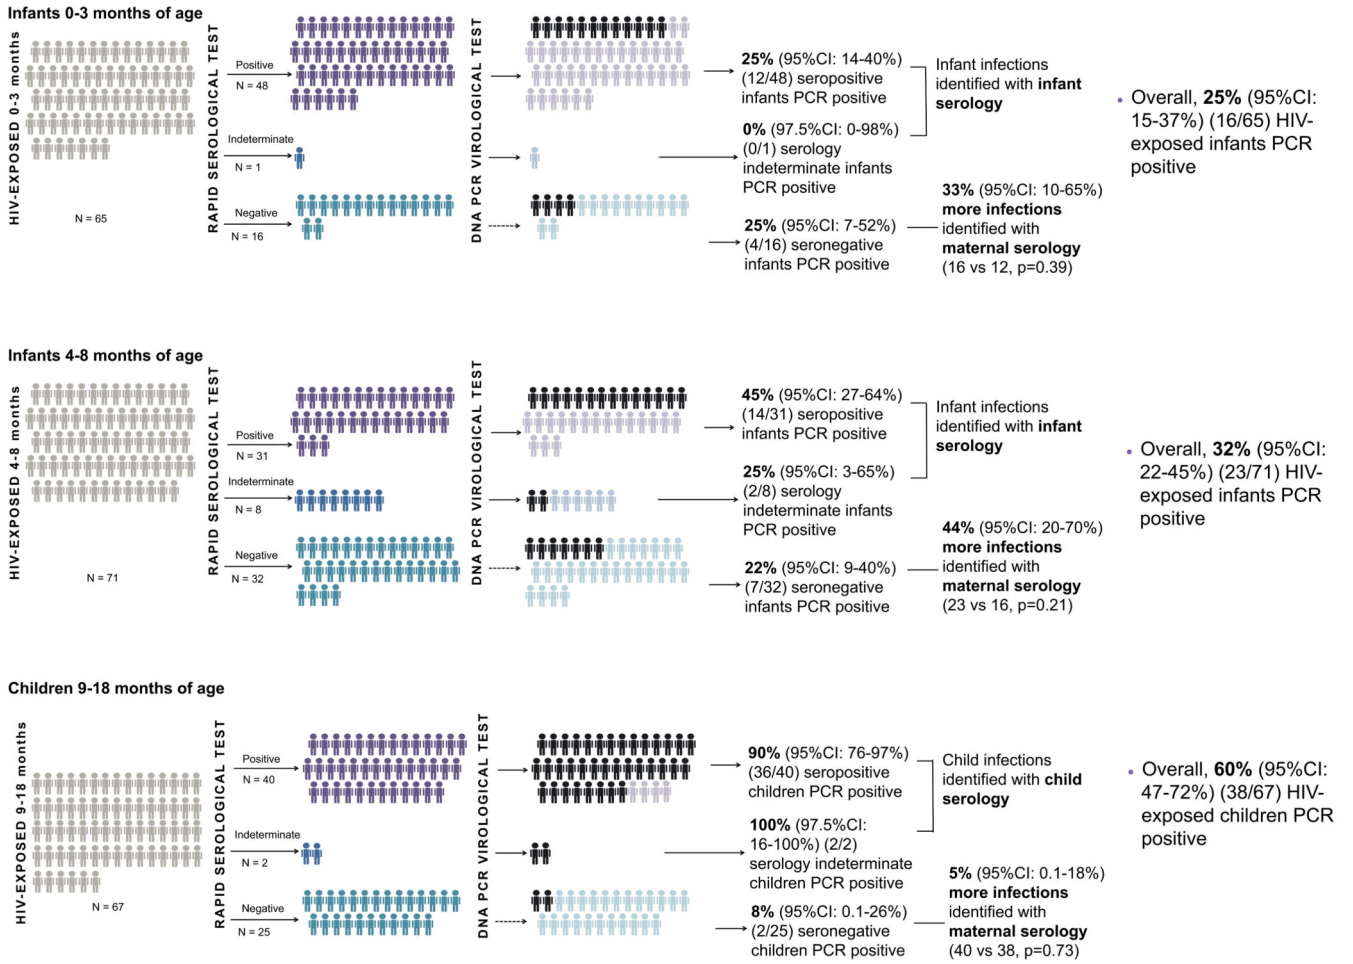 Infants 0-3 months of age
HIV-EXPOSED 0-3 months
N = 65
RAPID SEROLOGICAL TEST
Positive
N = 48
Indeterminate
N = 1
Negative
N = 16
DNA PCR VIROLOGICAL TEST
25% (95%CI: 14-40%)
(12/48) seropositive
infants PCR positive
0% (97.5%CI: 0-98%)
(0/1) serology
indeterminate infants
PCR positive
25% (95%CI: 7-52%)
(4/16) seronegative
infants PCR positive
Infant infections
identified with infant
serology
33% (95%CI: 10-65%)
more infections
identified with
maternal serology
(16 vs 12, p=0.39)
• Overall, 25% (95%CI:
15-37%) (16/65) HIV-
exposed infants PCR
positive
Infants 4-8 months of age
HIV-EXPOSED 4-8 months
N = 71
RAPID SEROLOGICAL TEST
Positive
N = 31
Indeterminate
N = 8
Negative
N = 32
DNA PCR VIROLOGICAL TEST
45% (95%CI: 27-64%)
(14/31) seropositive
infants PCR positive
25% (95%CI: 3-65%)
(2/8) serology
indeterminate infants
PCR positive
22% (95%CI: 9-40%)
(7/32) seronegative
infants PCR positive
Infant infections
identified with infant
serology
44% (95%CI: 20-70%)
more infections
identified with
maternal serology
(23 vs 16, p=0.21)
• Overall, 32% (95%CI:
22-45%) (23/71) HIV-
exposed infants PCR
positive
Children 9-18 months of age
HIV-EXPOSED 9-18 months
N = 67
RAPID SEROLOGICAL TEST
Positive
N = 40
Indeterminate
N = 2
Negative
N = 25
DNA PCR VIROLOGICAL TEST
90% (95%CI: 76-97%)
(36/40) seropositive
children PCR positive
100% (97.5%CI:
16-100%) (2/2)
serology indeterminate
children PCR positive
8% (95%CI: 0.1-26%)
(2/25) seronegative
children PCR positive
Child infections
identified with child
serology
5% (95%CI: 0.1-18%)
more infections
identified with
maternal serology
(40 vs 38, p=0.73)
• Overall, 60% (95%CI:
47-72%) (38/67) HIV-
exposed children PCR
positive